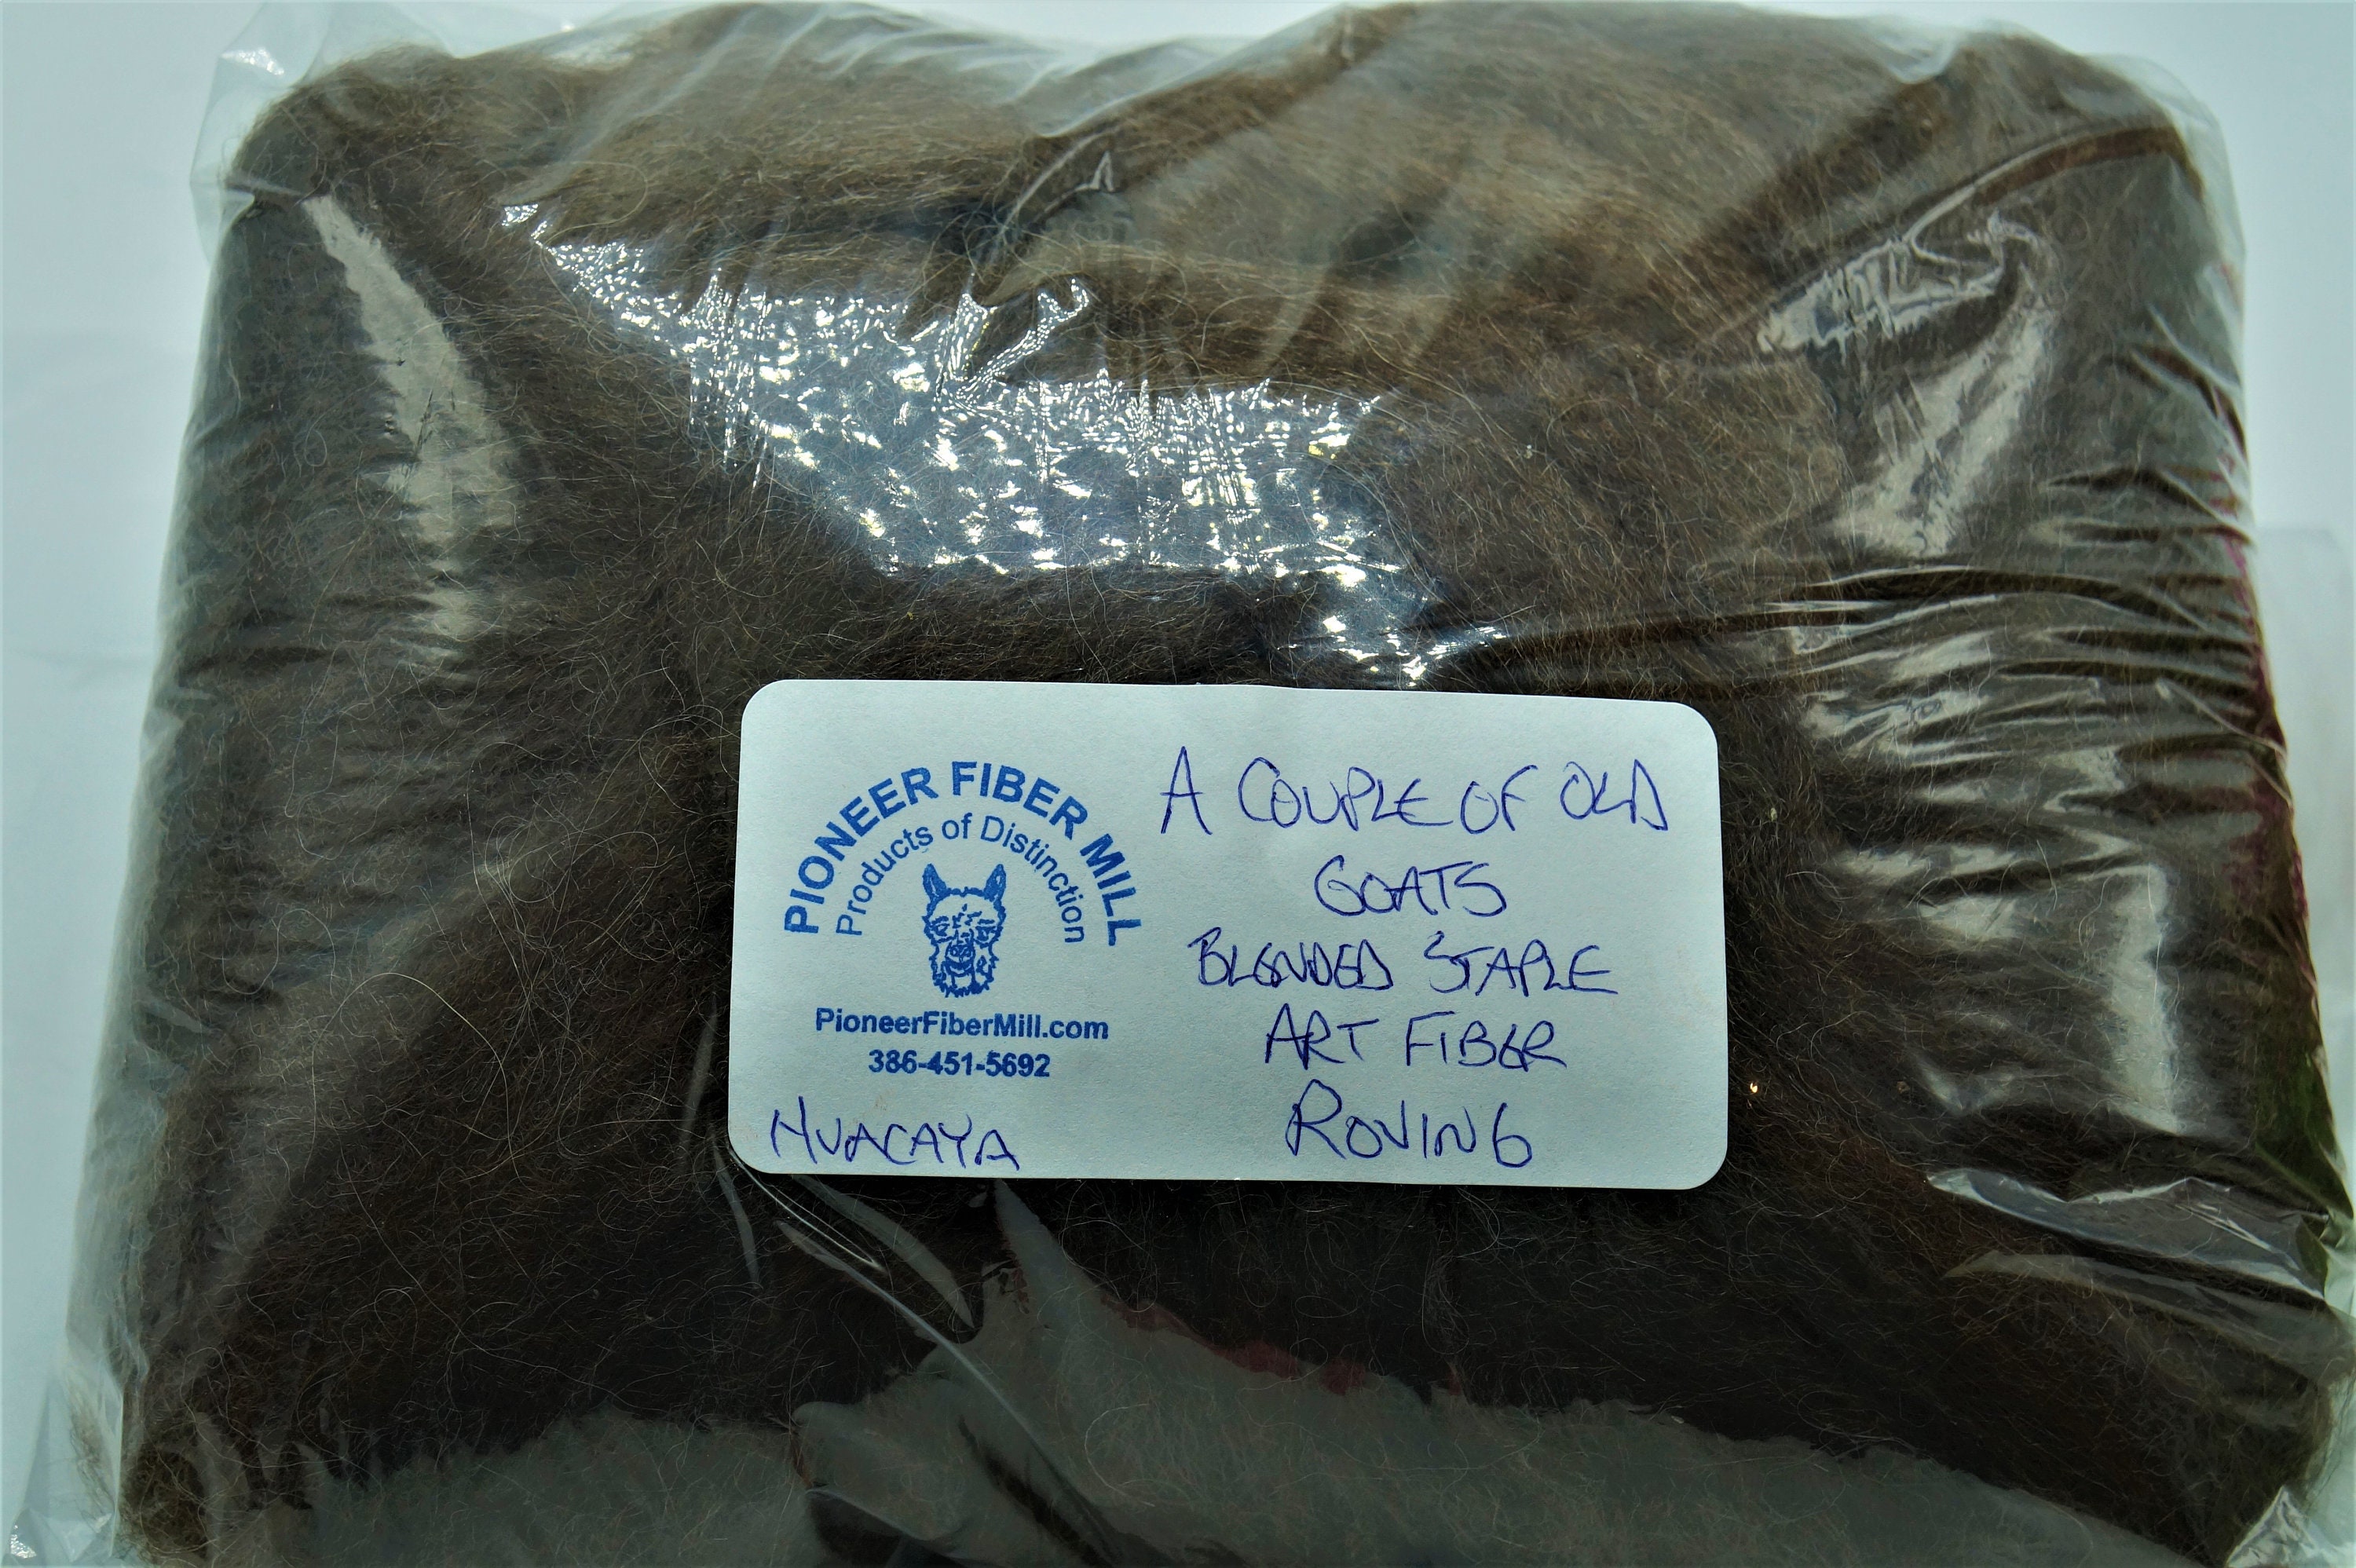 PIONEER FIBER MILL
Products of Distinction
PioneerFiberMill.com
386-451-5692
HUACAYA
A COUPLE OF OLD
GOATS
BLENDED STAPLE
ART FIBER
ROVING